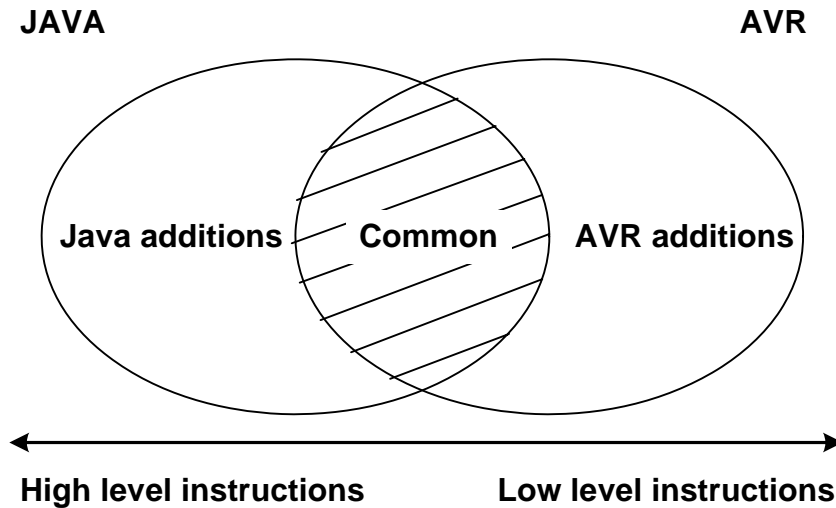 JAVA
AVR
Java additions
Common
AVR additions
High level instructions
Low level instructions